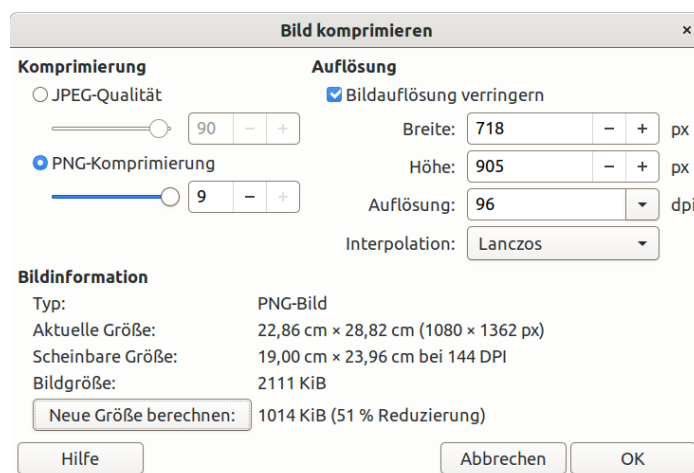 Bild komprimieren ×
Komprimierung
JPEG-Qualität
90 − +
PNG-Komprimierung
9 − +
Auflösung
Bildauflösung verringern
Breite: 718 − + px
Höhe: 905 − + px
Auflösung: 96 dpi
Interpolation: Lanczos
Bildinformation
Typ: PNG-Bild
Aktuelle Größe: 22,86 cm × 28,82 cm (1080 × 1362 px)
Scheinbare Größe: 19,00 cm × 23,96 cm bei 144 DPI
Bildgröße: 2111 KiB
Neue Größe berechnen: 1014 KiB (51 % Reduzierung)
Hilfe Abbrechen OK